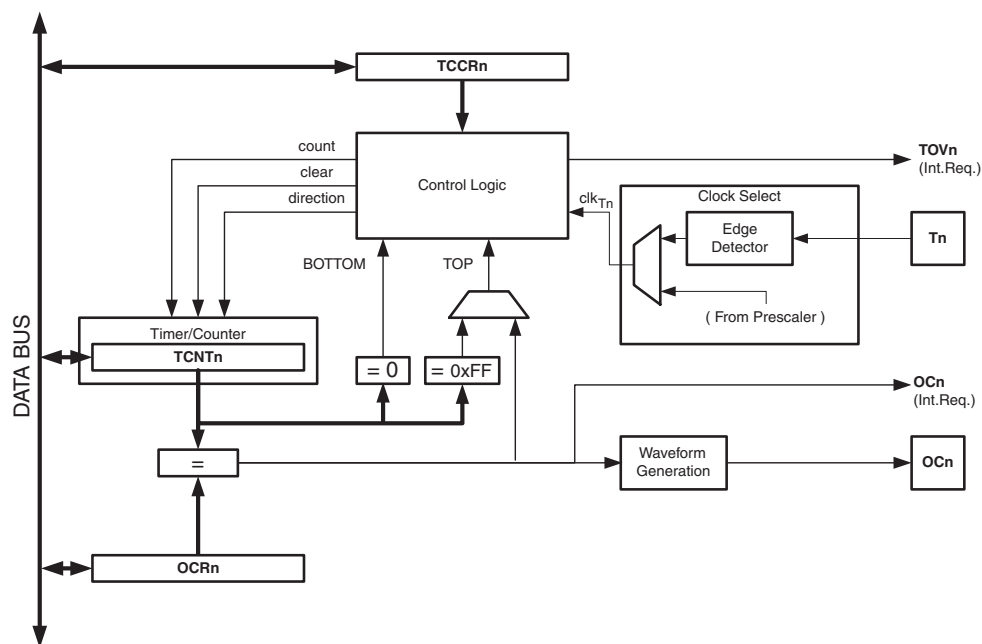 TCCRn
count
clear
direction
Control Logic
TOVn
(Int.Req.)
clkTn
Clock Select
Edge
Detector
Tn
( From Prescaler )
BOTTOM
TOP
Timer/Counter
TCNTn
= 0
= 0xFF
DATA BUS
OCn
(Int.Req.)
=
Waveform
Generation
OCn
OCRn